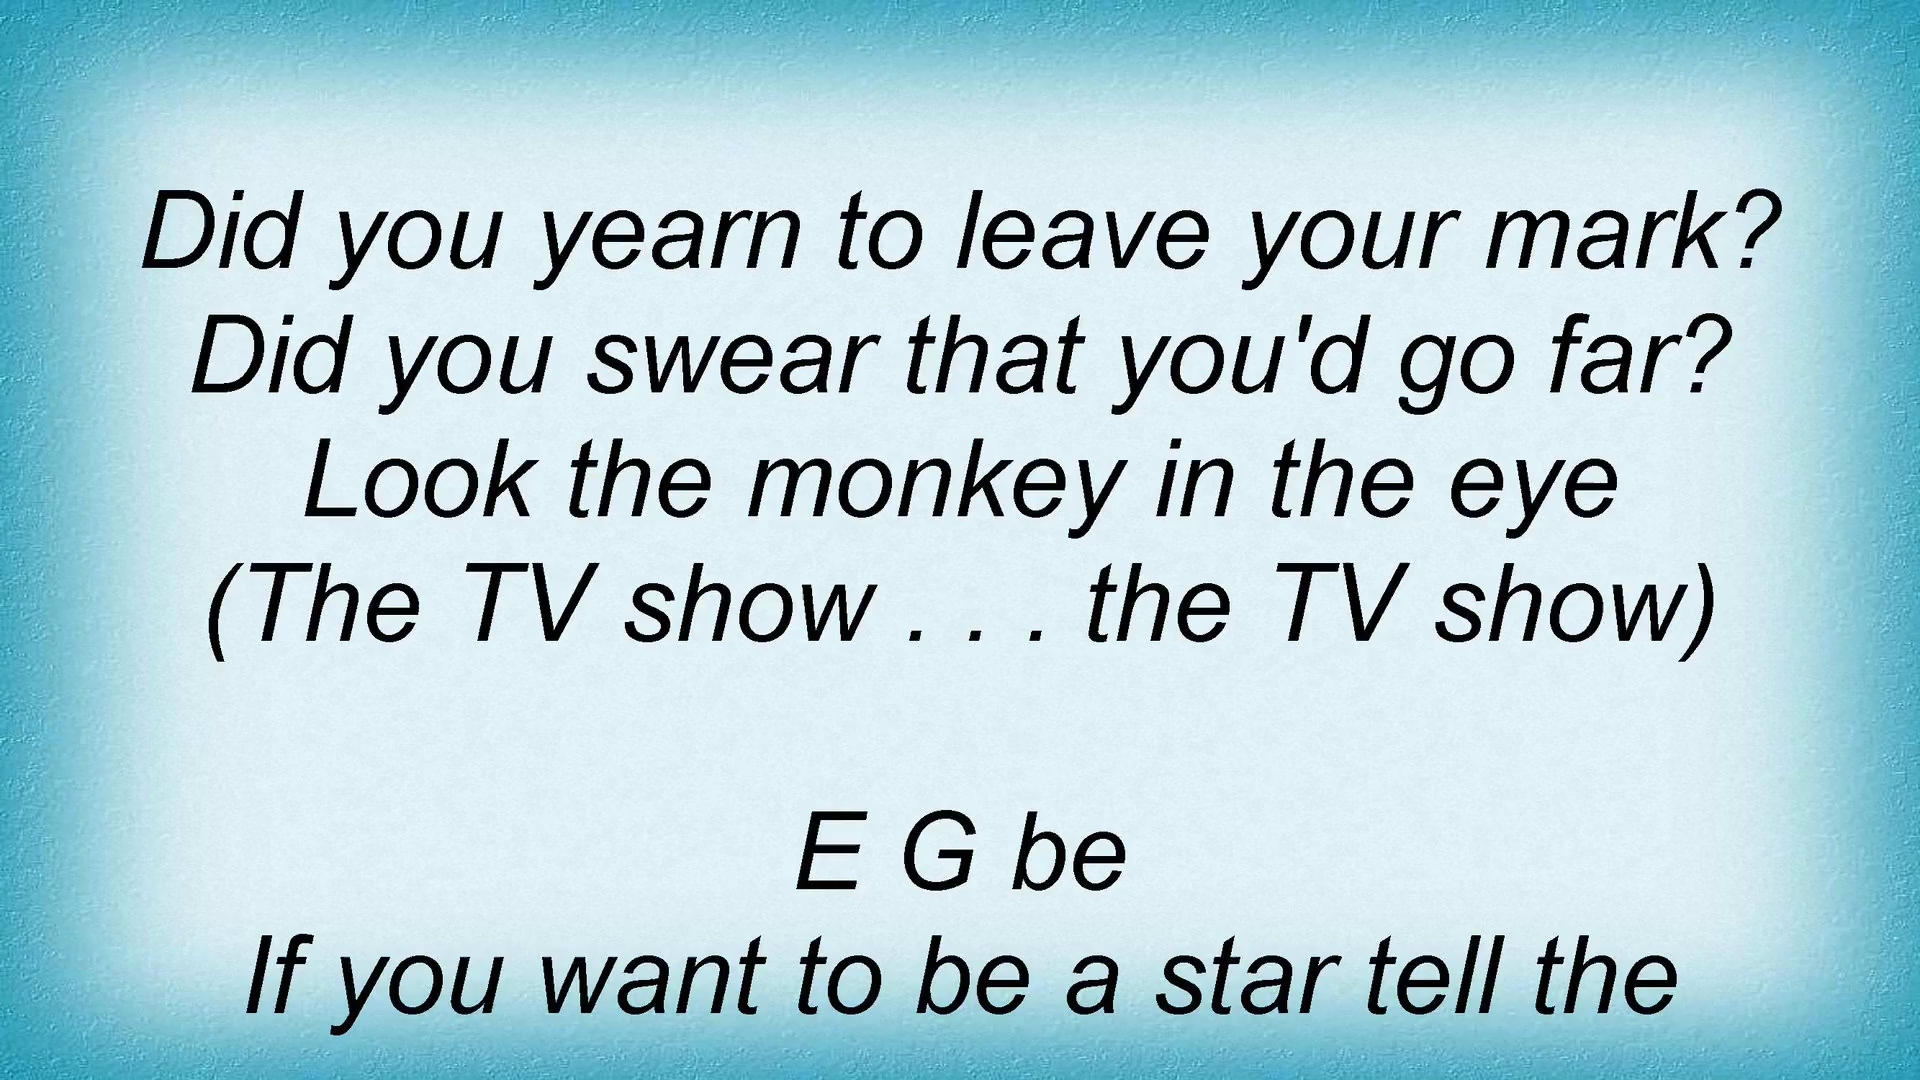 Did you yearn to leave your mark?
Did you swear that you'd go far?
Look the monkey in the eye
(The TV show . . . the TV show)
E G be
If you want to be a star tell the